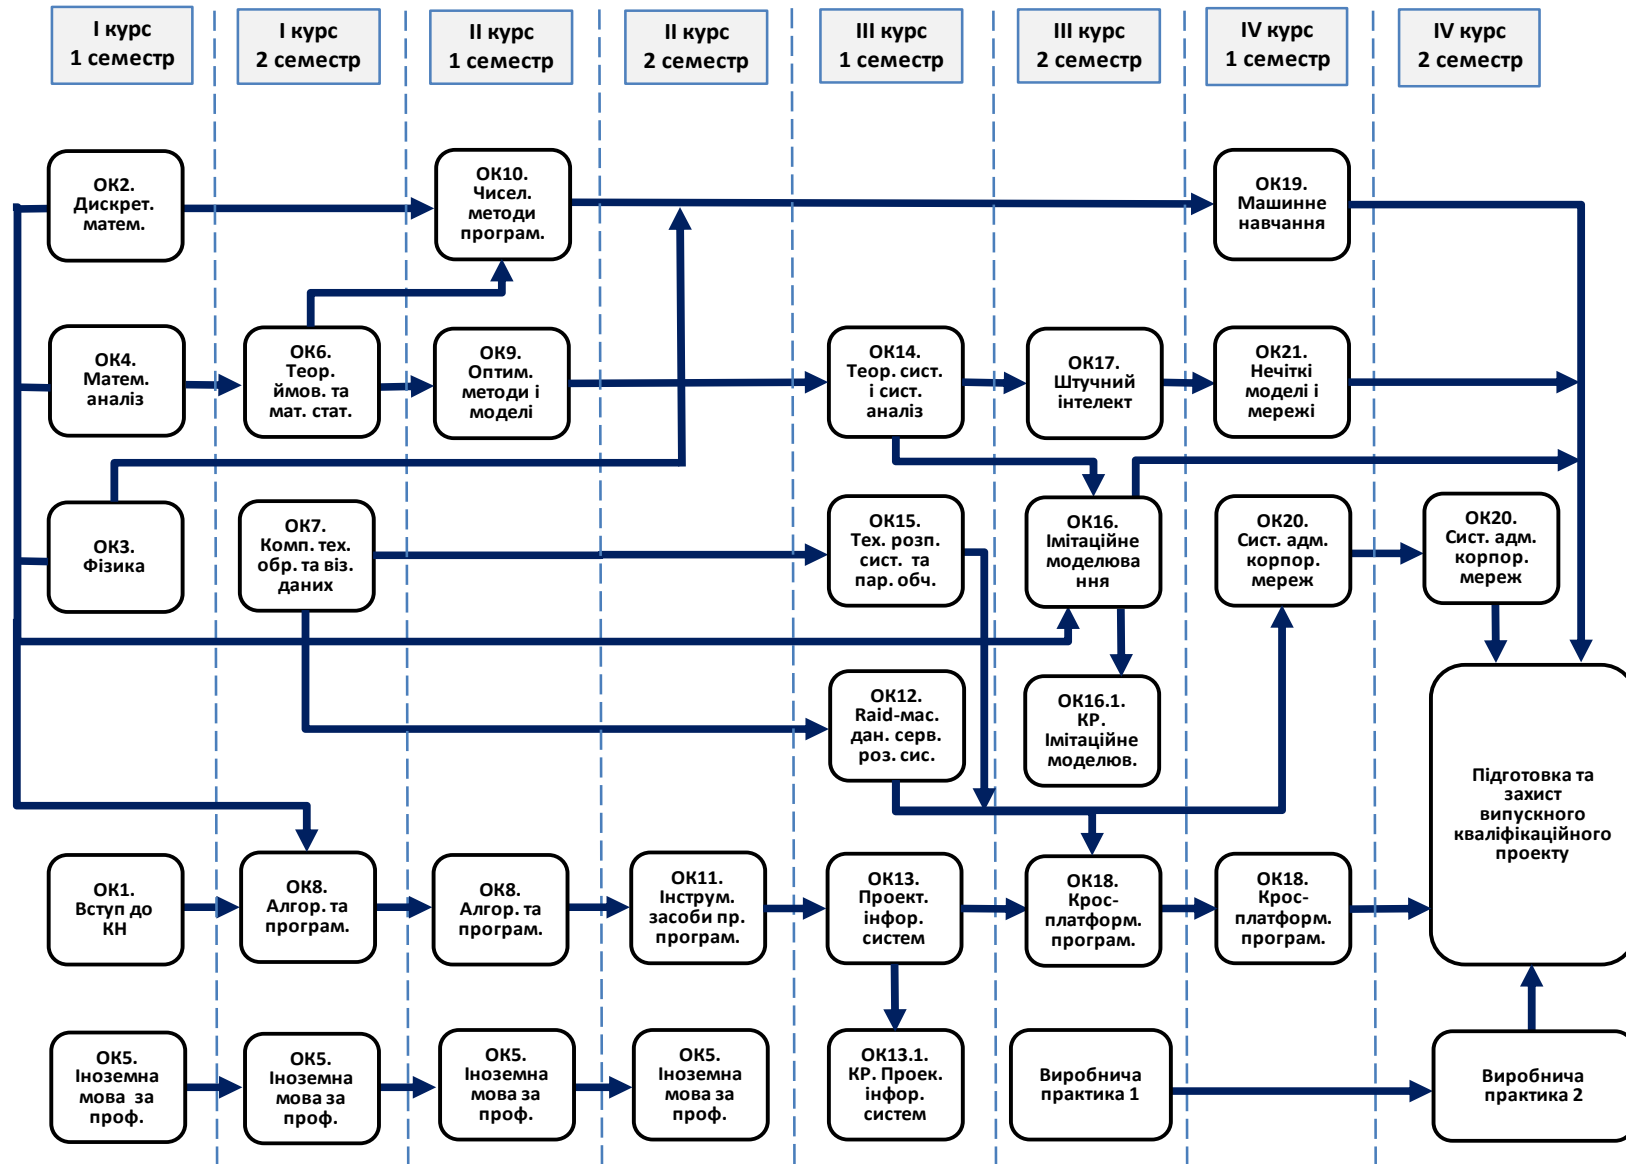 І курс
1 семестр
І курс
2 семестр
ІІ курс
1 семестр
ІІ курс
2 семестр
ІІІ курс
1 семестр
ІІІ курс
2 семестр
IV курс
1 семестр
IV курс
2 семестр
ОК2.
Дискрет.
матем.
ОК10.
Чисел.
методи
програм.
ОК19.
Машинне
навчання
ОК4.
Матем.
аналіз
ОК6.
Теор.
ймов. та
мат. стат.
ОК9.
Оптим.
методи і
моделі
ОК14.
Теор. сист.
і сист.
аналіз
ОК17.
Штучний
інтелект
ОК21.
Нечіткі
моделі і
мережі
ОК3.
Фізика
ОК7.
Комп. тех.
обр. та віз.
даних
ОК15.
Тех. розп.
сист. та
пар. обч.
ОК16.
Імітаційне
моделюва
ння
ОК20.
Сист. адм.
корпор.
мереж
ОК20.
Сист. адм.
корпор.
мереж
ОК12.
Raid-мас.
дан. серв.
роз. сис.
ОК16.1.
КР.
Імітаційне
моделюв.
Підготовка та
захист
випускного
кваліфікаційного
проекту
ОК1.
Вступ до
КН
ОК8.
Алгор. та
програм.
ОК8.
Алгор. та
програм.
ОК11.
Інструм.
засоби пр.
програм.
ОК13.
Проект.
інфор.
систем
ОК18.
Крос-
платформ.
програм.
ОК18.
Крос-
платформ.
програм.
ОК5.
Іноземна
мова за
проф.
ОК5.
Іноземна
мова за
проф.
ОК5.
Іноземна
мова за
проф.
ОК5.
Іноземна
мова за
проф.
ОК13.1.
КР. Проек.
інфор.
систем
Виробнича
практика 1
Виробнича
практика 2